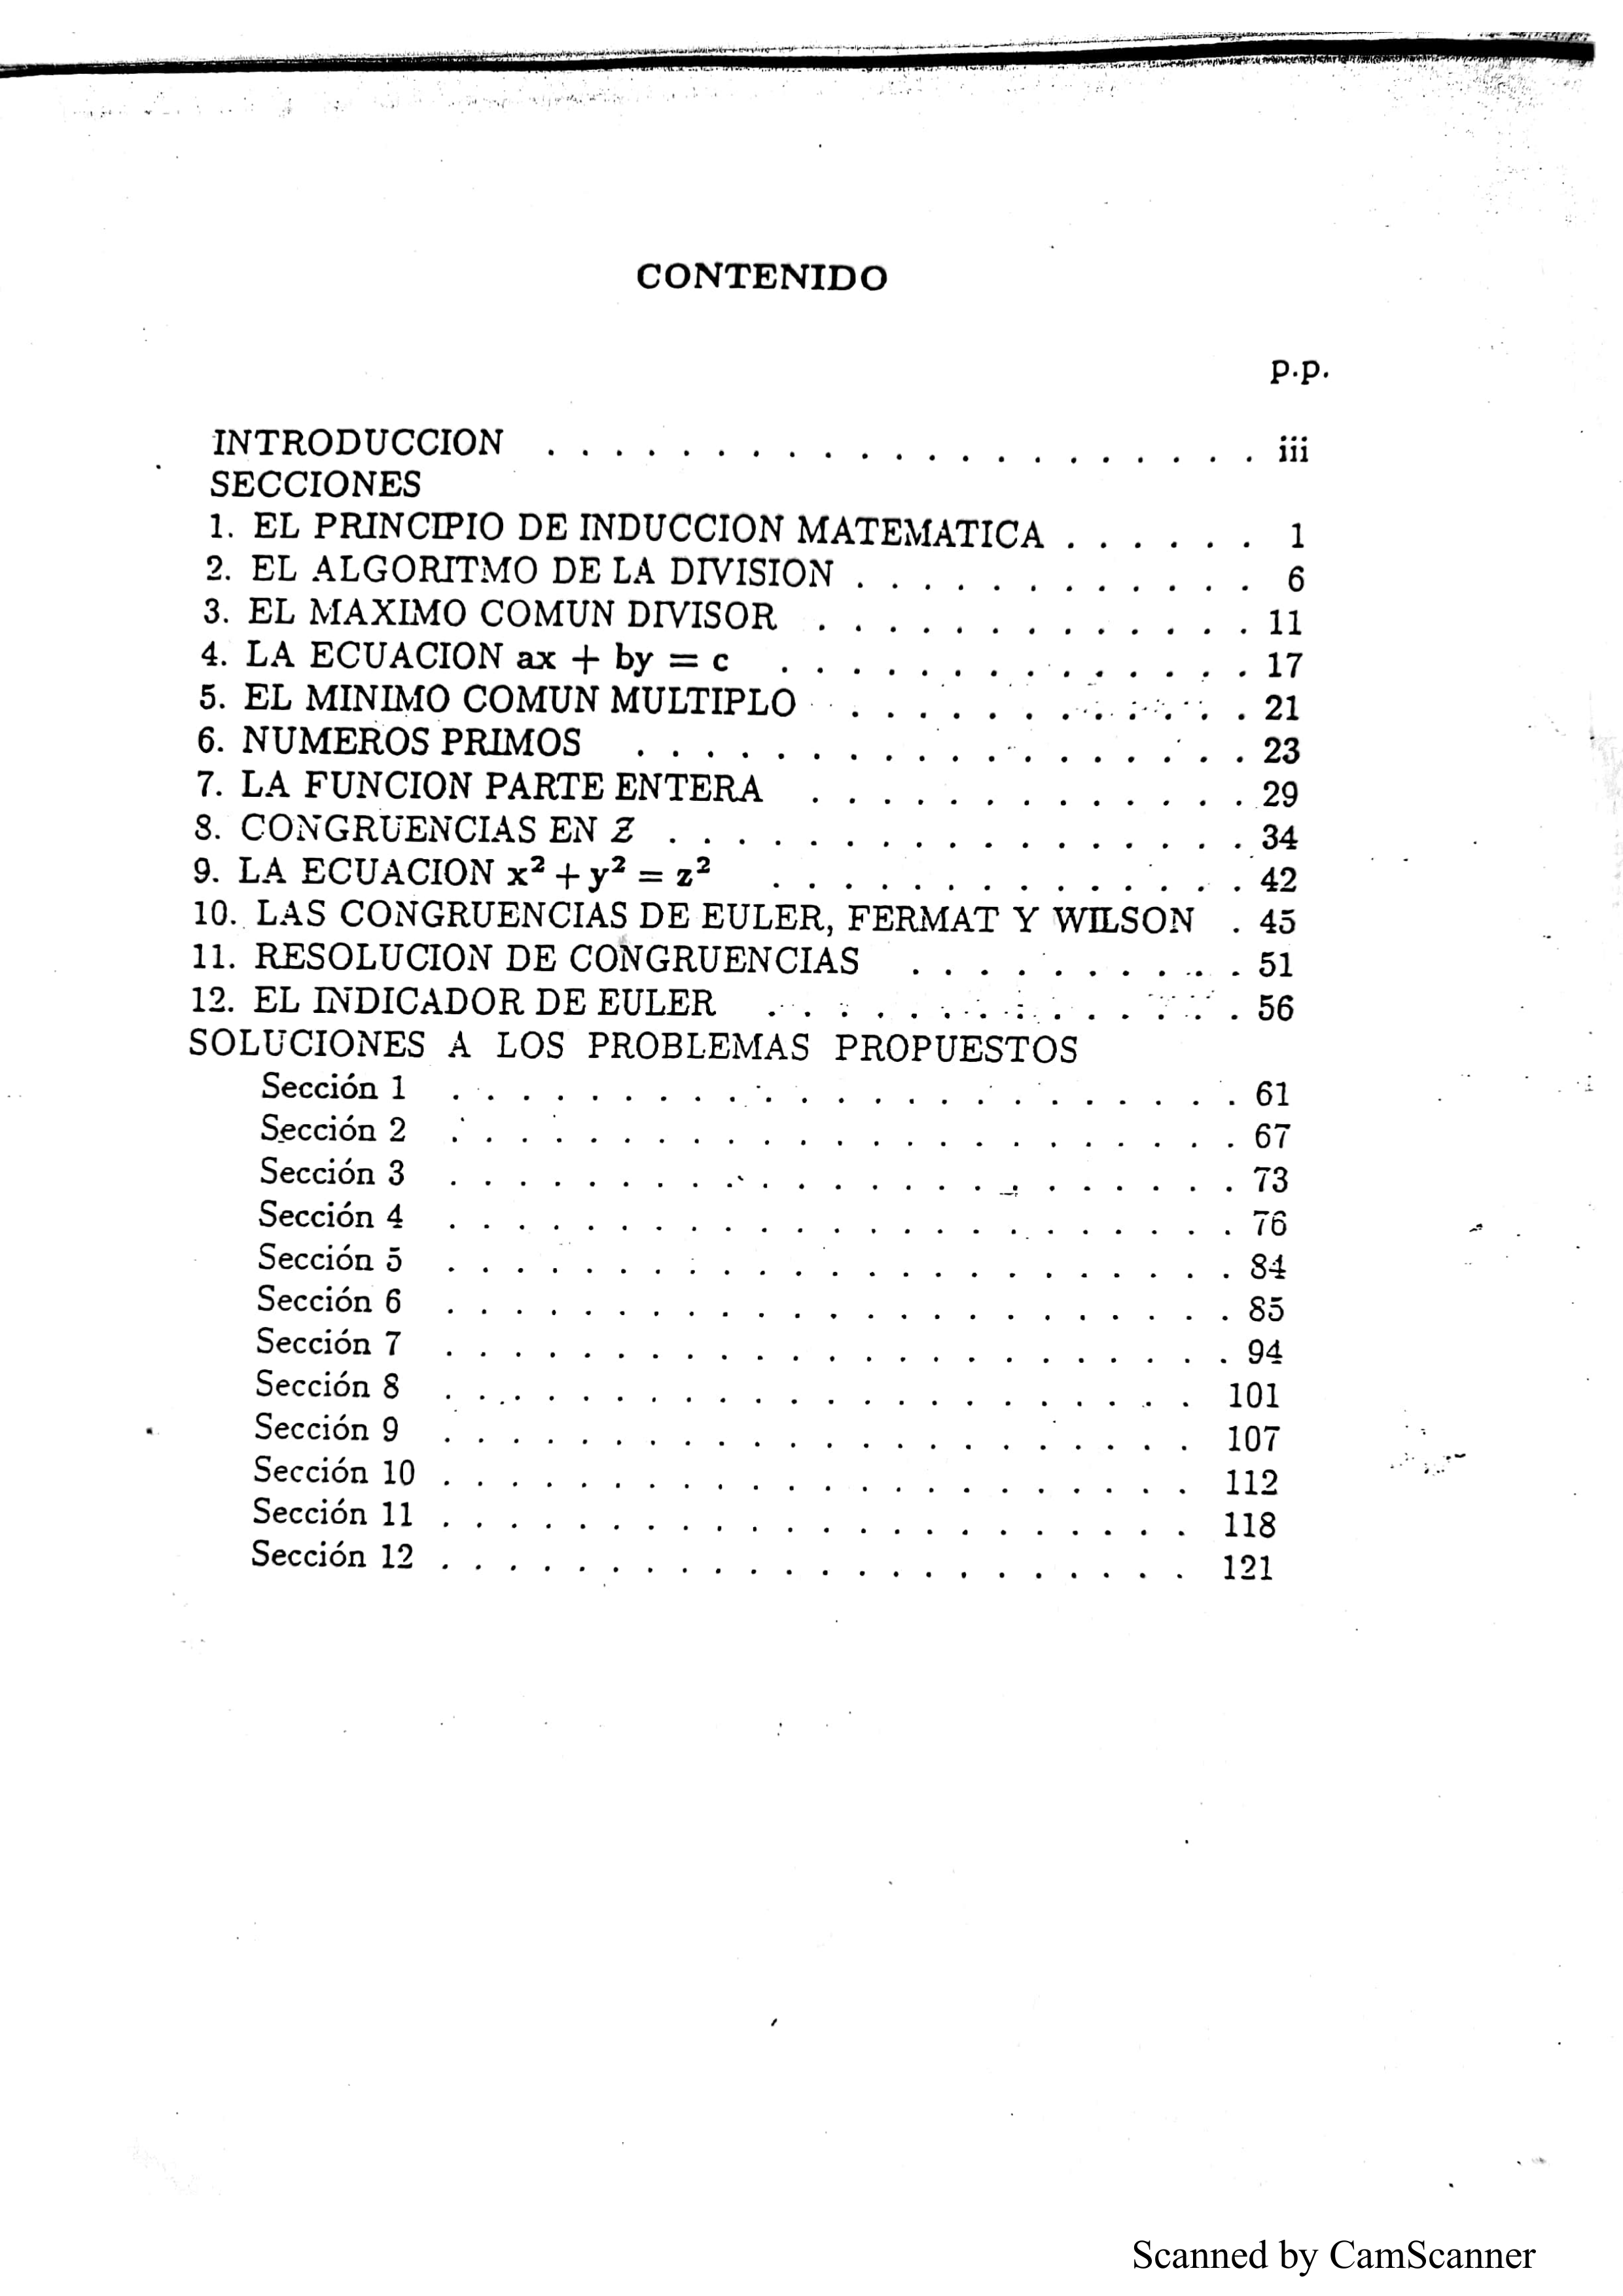 CONTENIDO
p.p.
INTRODUCCION . . . . . . . . . . . . . . . . . . . . . iii
SECCIONES
1. EL PRINCIPIO DE INDUCCION MATEMATICA . . . . . . 1
2. EL ALGORITMO DE LA DIVISION . . . . . . . . . . . . 6
3. EL MAXIMO COMUN DIVISOR . . . . . . . . . . . . . 11
4. LA ECUACION ax + by = c . . . . . . . . . . . . . . 17
5. EL MINIMO COMUN MULTIPLO . . . . . . . . . . . . 21
6. NUMEROS PRIMOS . . . . . . . . . . . . . . . . . . 23
7. LA FUNCION PARTE ENTERA . . . . . . . . . . . . . 29
8. CONGRUENCIAS EN Z . . . . . . . . . . . . . . . . . 34
9. LA ECUACION x² + y² = z² . . . . . . . . . . . . . . 42
10. LAS CONGRUENCIAS DE EULER, FERMAT Y WILSON . 45
11. RESOLUCION DE CONGRUENCIAS . . . . . . . . . . 51
12. EL INDICADOR DE EULER . . . . . . . . . . . . . . 56
SOLUCIONES A LOS PROBLEMAS PROPUESTOS
Sección 1 . . . . . . . . . . . . . . . . . . . . . . . 61
Sección 2 . . . . . . . . . . . . . . . . . . . . . . . 67
Sección 3 . . . . . . . . . . . . . . . . . . . . . . . 73
Sección 4 . . . . . . . . . . . . . . . . . . . . . . . 76
Sección 5 . . . . . . . . . . . . . . . . . . . . . . . 84
Sección 6 . . . . . . . . . . . . . . . . . . . . . . . 85
Sección 7 . . . . . . . . . . . . . . . . . . . . . . . 94
Sección 8 . . . . . . . . . . . . . . . . . . . . . . 101
Sección 9 . . . . . . . . . . . . . . . . . . . . . . 107
Sección 10 . . . . . . . . . . . . . . . . . . . . . . 112
Sección 11 . . . . . . . . . . . . . . . . . . . . . . 118
Sección 12 . . . . . . . . . . . . . . . . . . . . . . 121
Scanned by CamScanner